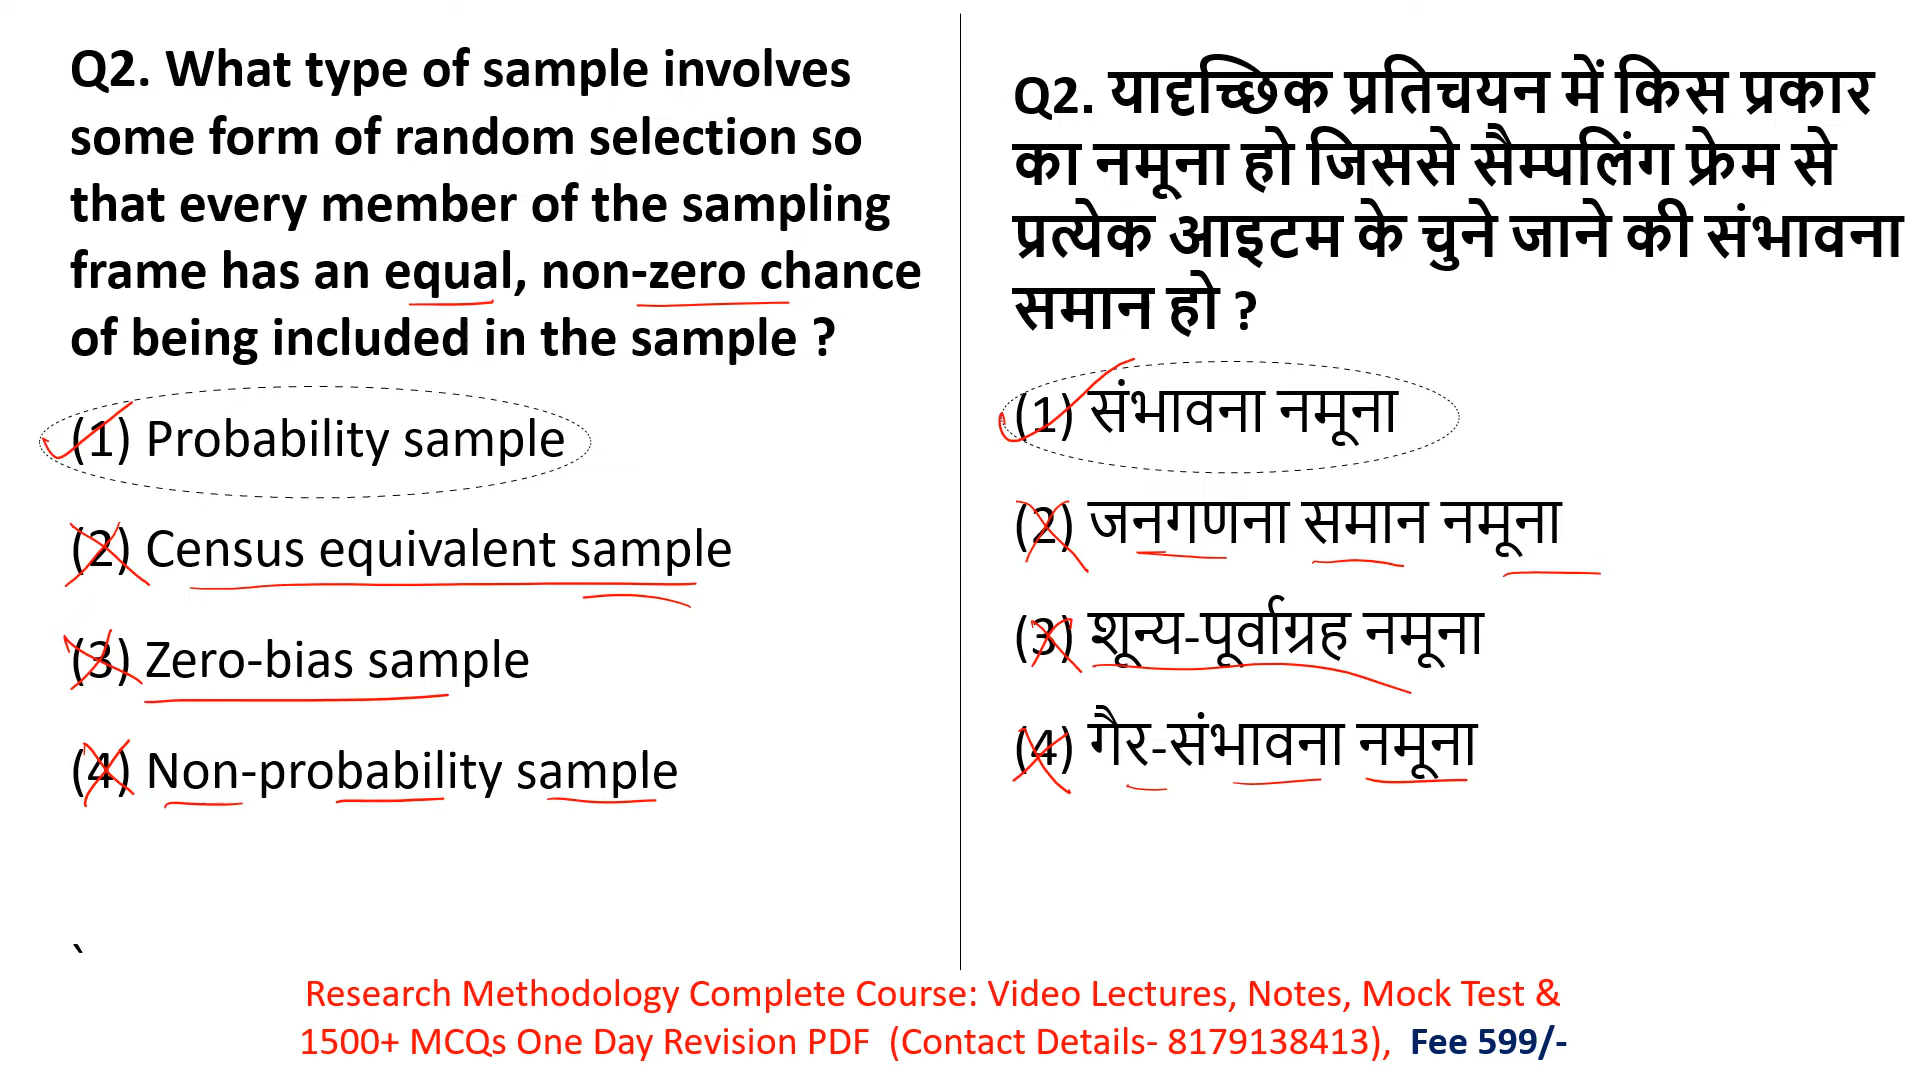 Q2. What type of sample involves
some form of random selection so
that every member of the sampling
frame has an equal, non-zero chance
of being included in the sample ?
(1) Probability sample
(2) Census equivalent sample
(3) Zero-bias sample
(4) Non-probability sample
`
Q2. यादृच्छिक प्रतिचयन में किस प्रकार
का नमूना हो जिससे सैम्पलिंग फ्रेम से
प्रत्येक आइटम के चुने जाने की संभावना
समान हो ?
(1) संभावना नमूना
(2) जनगणना समान नमूना
(3) शून्य-पूर्वाग्रह नमूना
(4) गैर-संभावना नमूना
Research Methodology Complete Course: Video Lectures, Notes, Mock Test &
1500+ MCQs One Day Revision PDF (Contact Details- 8179138413), Fee 599/-